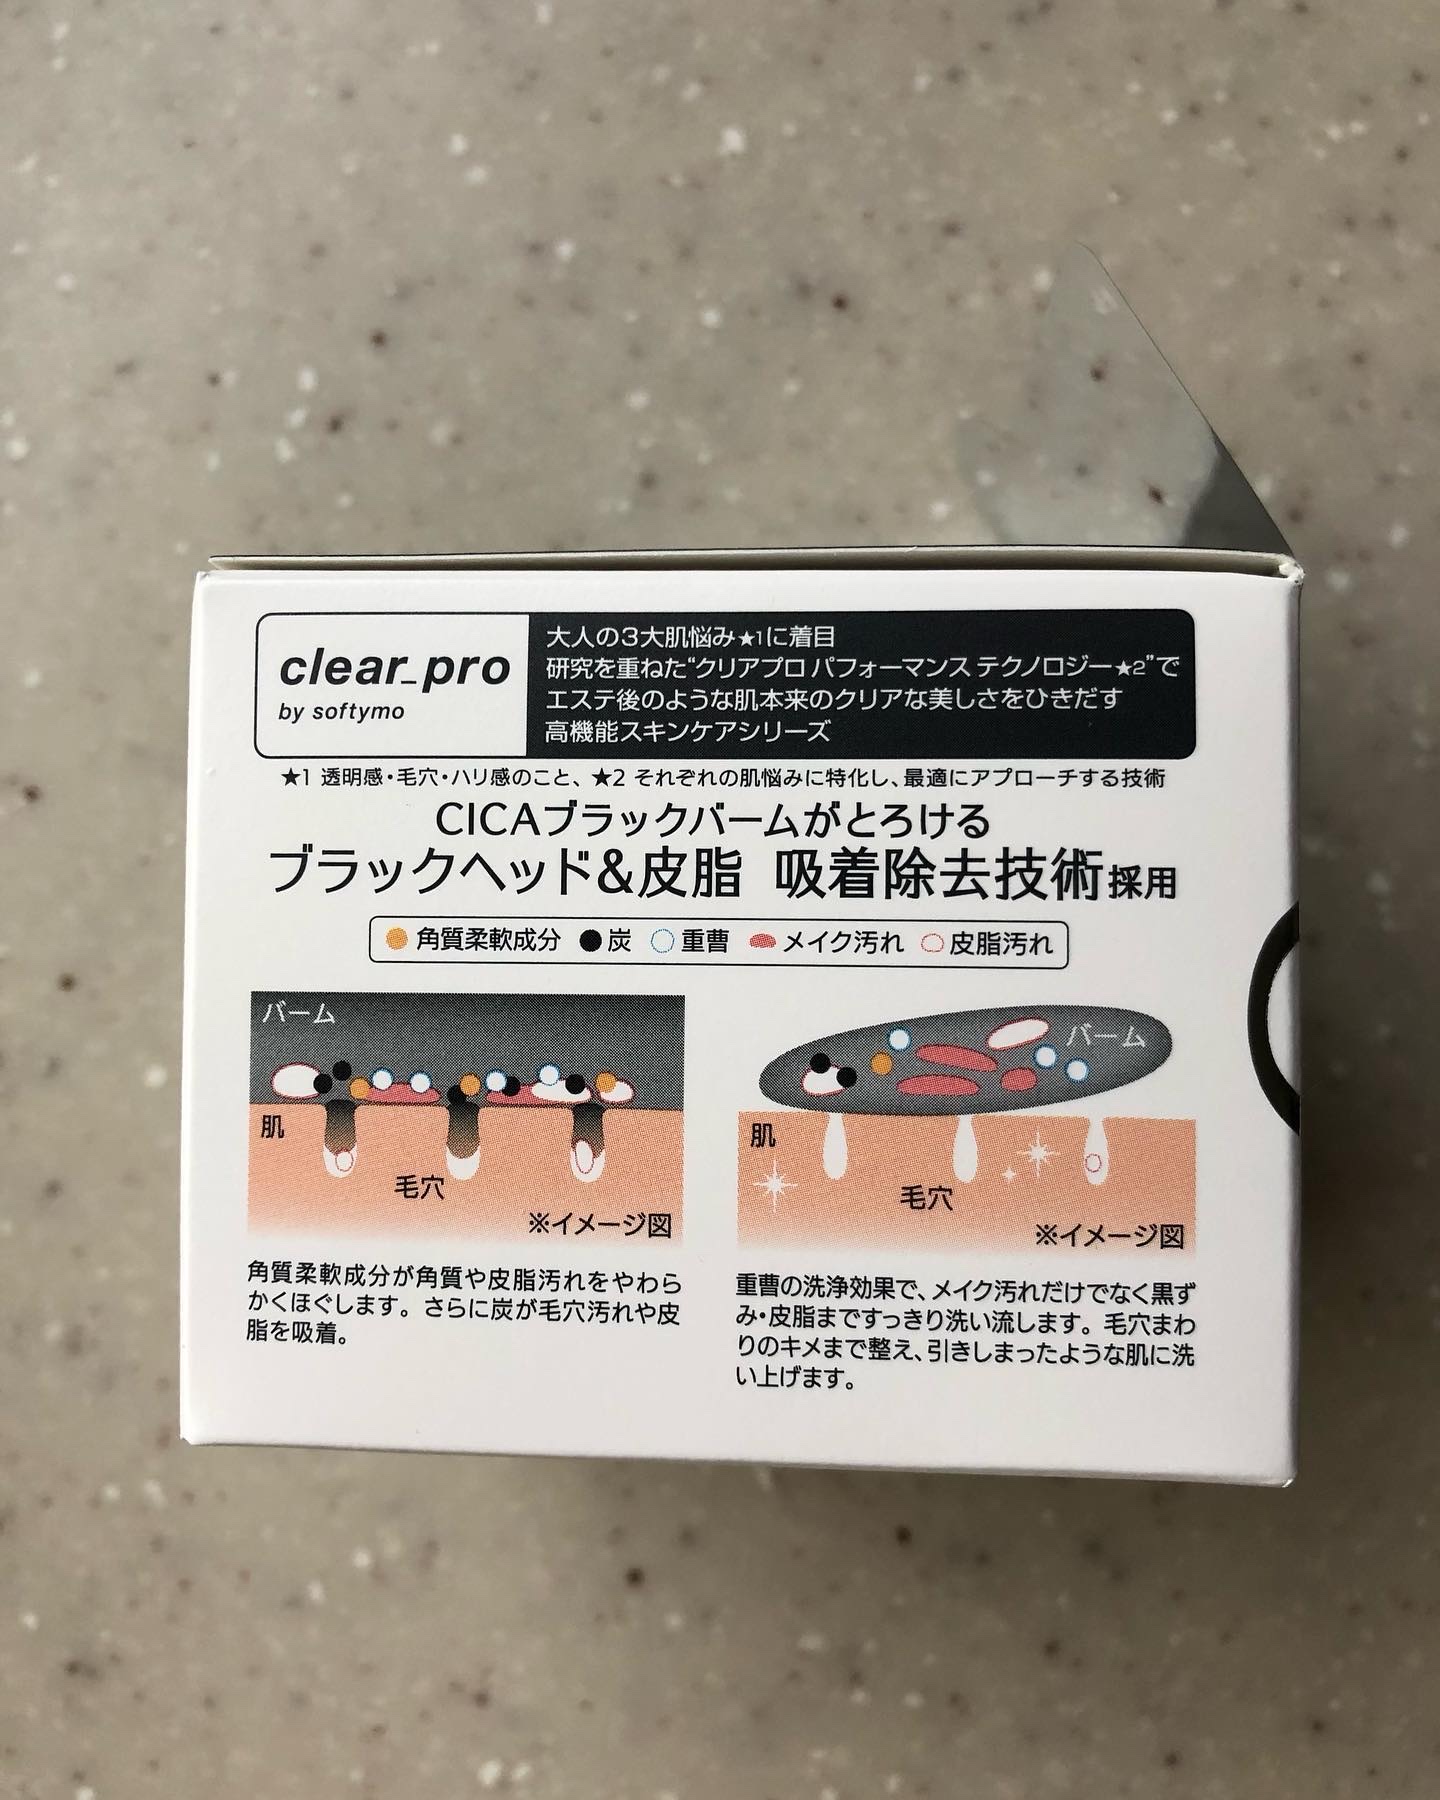 clear_pro
by softymo
大人の3大肌悩み★1に着目
研究を重ねた“クリアプロ パフォーマンス テクノロジー★2”で
エステ後のような肌本来のクリアな美しさをひきだす
高機能スキンケアシリーズ
★1 透明感・毛穴・ハリ感のこと、★2 それぞれの肌悩みに特化し、最適にアプローチする技術
CICAブラックバームがとろける
ブラックヘッド&皮脂 吸着除去技術採用
角質柔軟成分 炭 重曹 メイク汚れ 皮脂汚れ
バーム
肌
毛穴
※イメージ図
角質柔軟成分が角質や皮脂汚れをやわら
かくほぐします。さらに炭が毛穴汚れや皮
脂を吸着。
バーム
肌
毛穴
※イメージ図
重曹の洗浄効果で、メイク汚れだけでなく黒ず
み・皮脂まですっきり洗い流します。毛穴まわ
りのキメまで整え、引きしまったような肌に洗
い上げます。